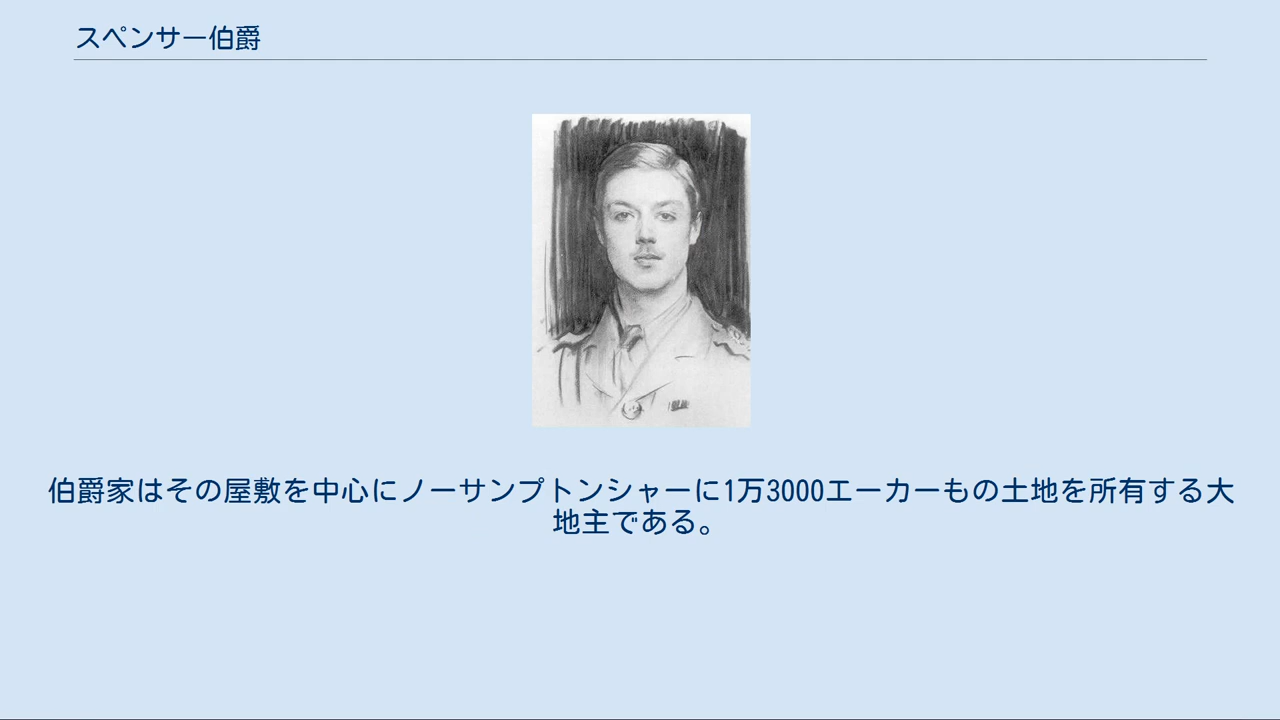 スペンサー伯爵
伯爵家はその屋敷を中心にノーサンプトンシャーに1万3000エーカーもの土地を所有する大
地主である。